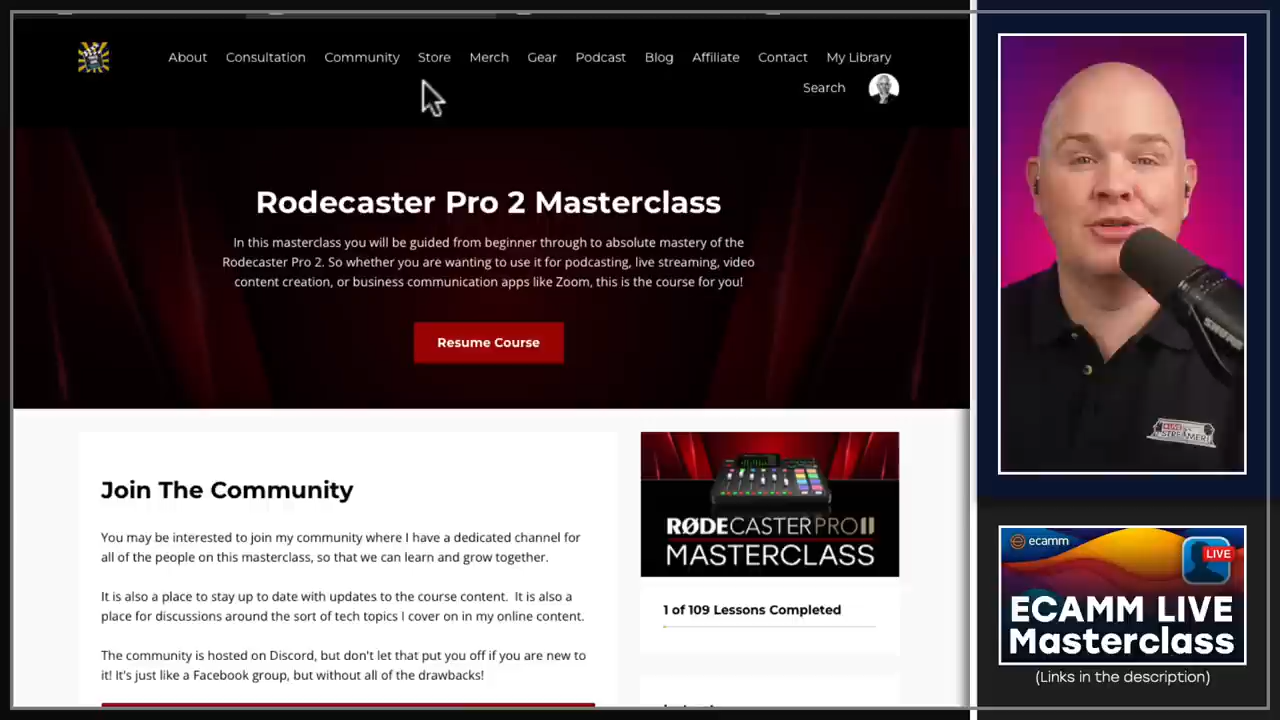 About Consultation Community Store Merch Gear Podcast Blog Affiliate Contact My Library
Search
Rodecaster Pro 2 Masterclass
In this masterclass you will be guided from beginner through to absolute mastery of the
Rodecaster Pro 2. So whether you are wanting to use it for podcasting, live streaming, video
content creation, or business communication apps like Zoom, this is the course for you!
Resume Course
Join The Community
You may be interested to join my community where I have a dedicated channel for
all of the people on this masterclass, so that we can learn and grow together.
It is also a place to stay up to date with updates to the course content. It is also a
place for discussions around the sort of tech topics I cover on in my online content.
The community is hosted on Discord, but don't let that put you off if you are new to
it! It's just like a Facebook group, but without all of the drawbacks!
RØDECASTERPROII
MASTERCLASS
1 of 109 Lessons Completed
SHURE
LIVE
STREAMER
ecamm
LIVE
ECAMM LIVE
Masterclass
(Links in the description)